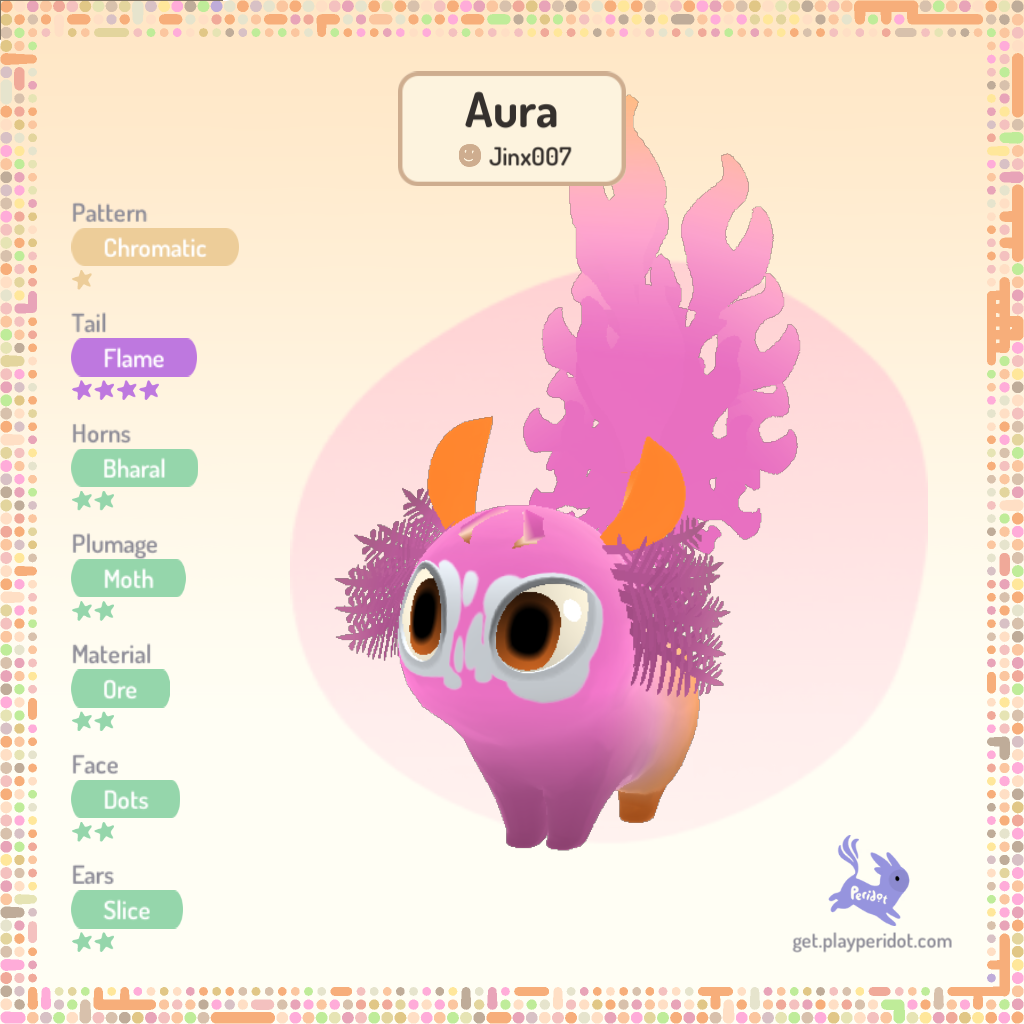 Aura
Jinx007
Pattern
Chromatic
Tail
Flame
Horns
Bharal
Plumage
Moth
Material
Ore
Face
Dots
Ears
Slice
Peridot
get.playperidot.com